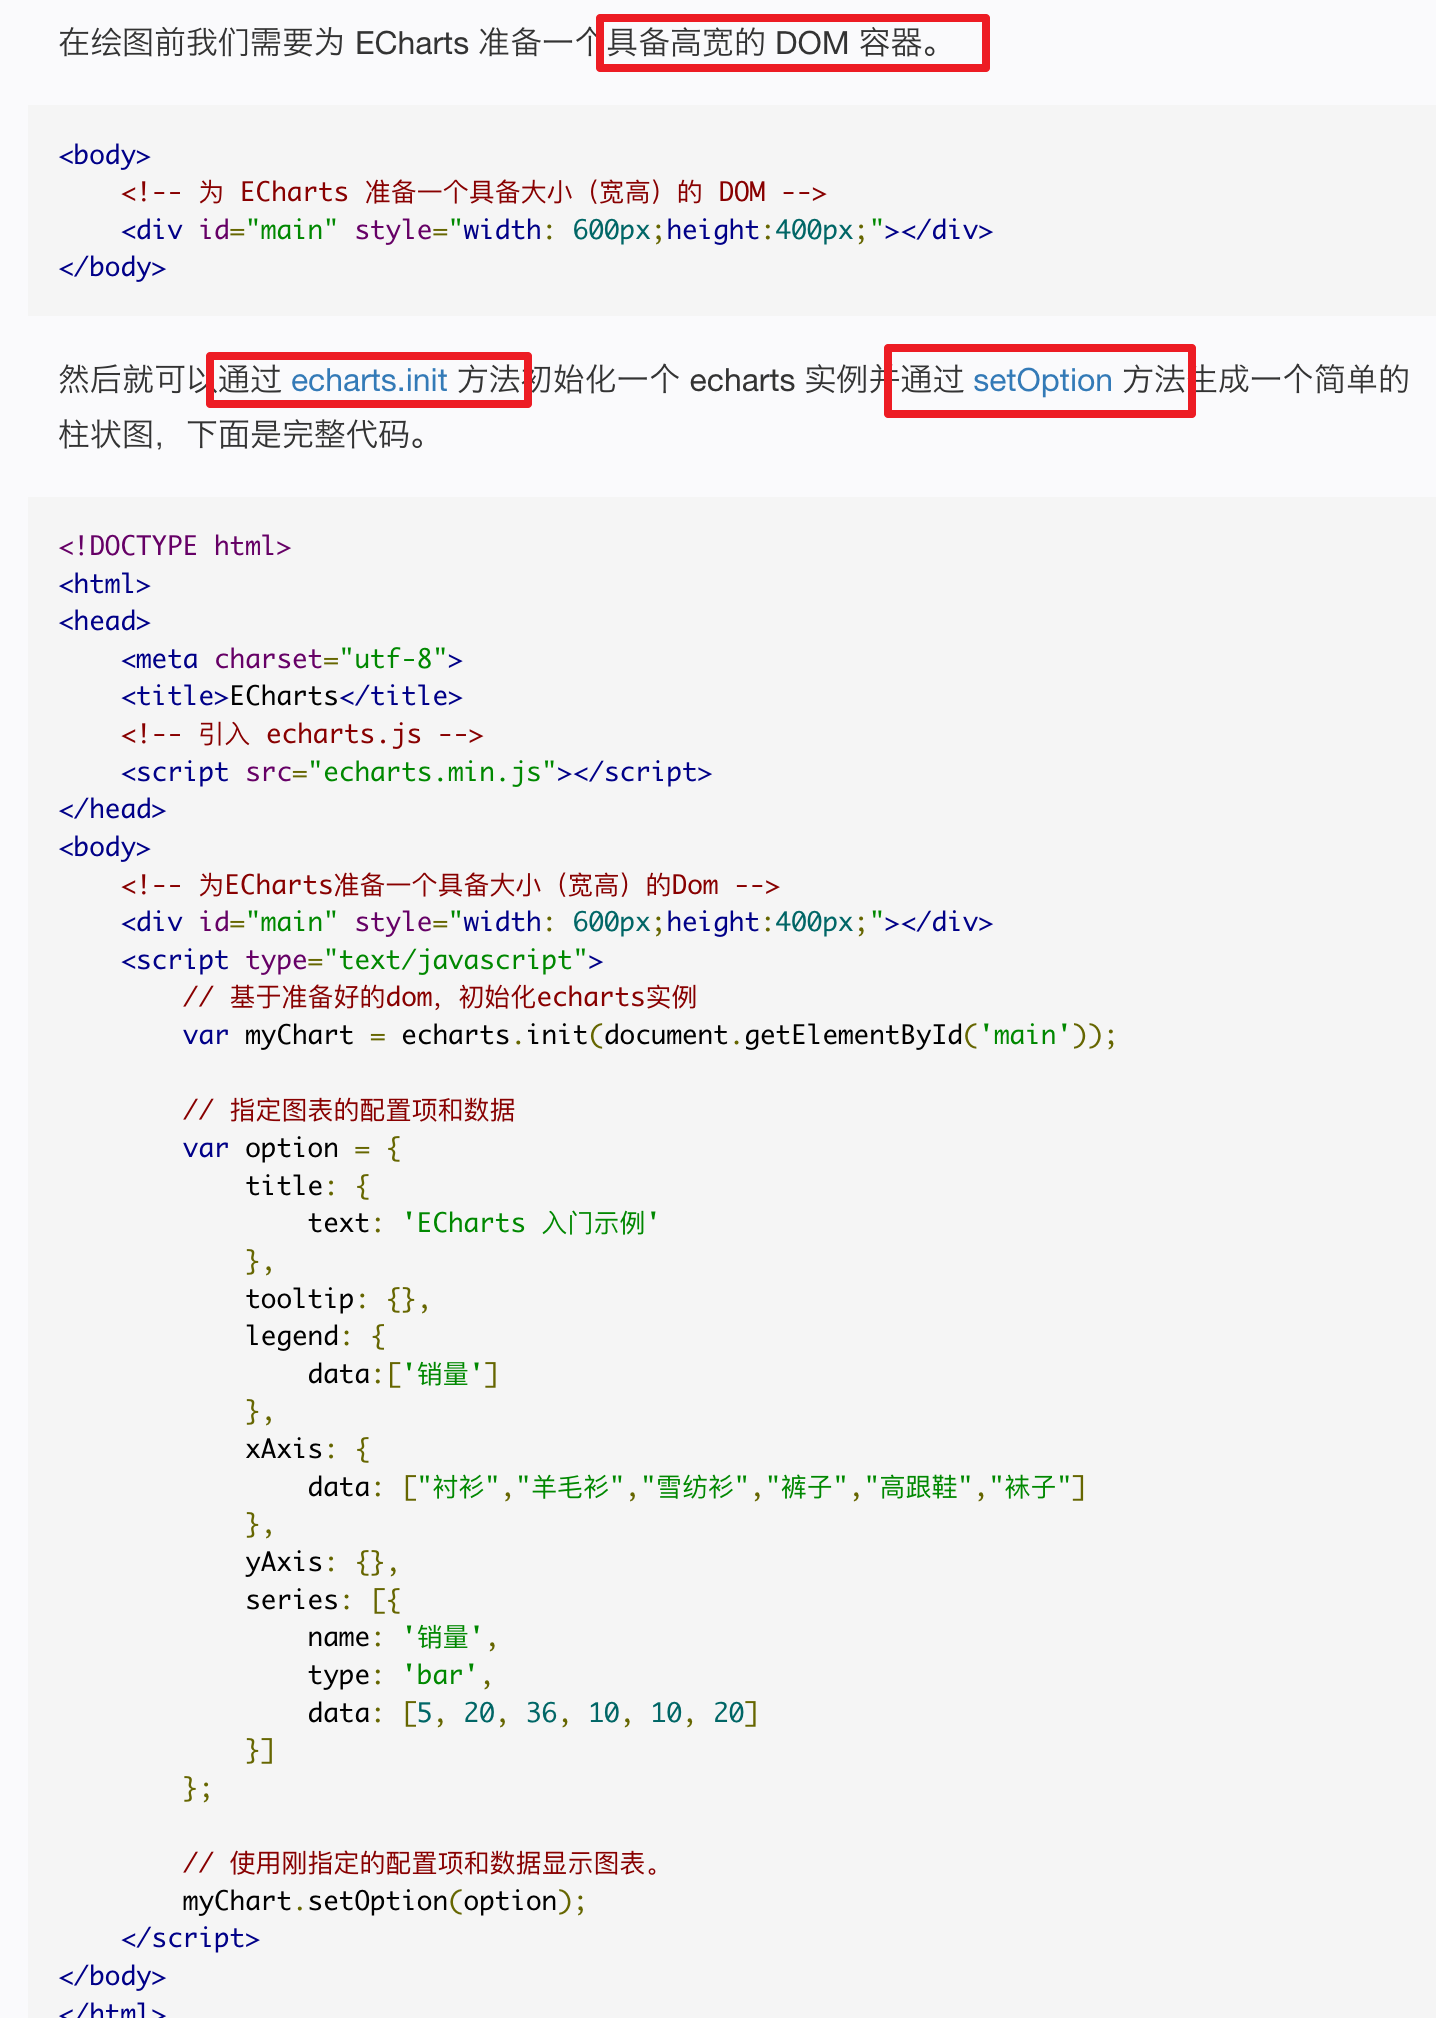 在绘图前我们需要为 ECharts 准备一个具备高宽的 DOM 容器。
<body>
    <!-- 为 ECharts 准备一个具备大小（宽高）的 DOM -->
    <div id="main" style="width: 600px;height:400px;"></div>
</body>
然后就可以通过 echarts.init 方法初始化一个 echarts 实例并通过 setOption 方法生成一个简单的
柱状图，下面是完整代码。
<!DOCTYPE html>
<html>
<head>
    <meta charset="utf-8">
    <title>ECharts</title>
    <!-- 引入 echarts.js -->
    <script src="echarts.min.js"></script>
</head>
<body>
    <!-- 为ECharts准备一个具备大小（宽高）的Dom -->
    <div id="main" style="width: 600px;height:400px;"></div>
    <script type="text/javascript">
        // 基于准备好的dom，初始化echarts实例
        var myChart = echarts.init(document.getElementById('main'));
        // 指定图表的配置项和数据
        var option = {
            title: {
                text: 'ECharts 入门示例'
            },
            tooltip: {},
            legend: {
                data:['销量']
            },
            xAxis: {
                data: ["衬衫","羊毛衫","雪纺衫","裤子","高跟鞋","袜子"]
            },
            yAxis: {},
            series: [{
                name: '销量',
                type: 'bar',
                data: [5, 20, 36, 10, 10, 20]
            }]
        };
        // 使用刚指定的配置项和数据显示图表。
        myChart.setOption(option);
    </script>
</body>
</html>